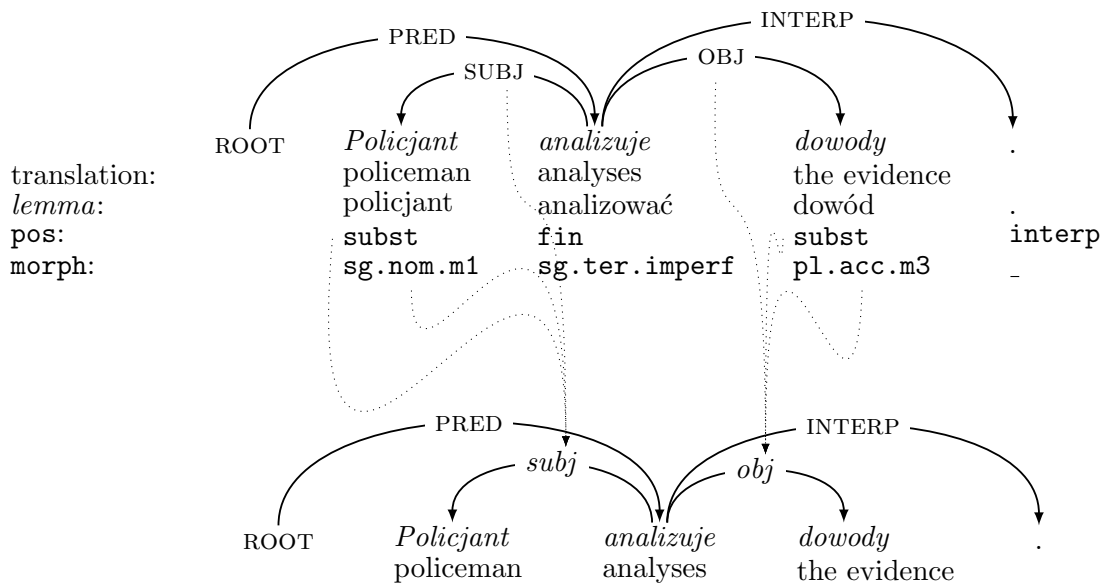 INTERP
PRED
OBJ
SUBJ
ROOT Policjant analizuje dowody .
translation: policeman analyses the evidence
lemma: policjant analizować dowód .
pos: subst fin subst interp
morph: sg.nom.m1 sg.ter.imperf pl.acc.m3 _
PRED INTERP
subj obj
ROOT Policjant analizuje dowody .
policeman analyses the evidence